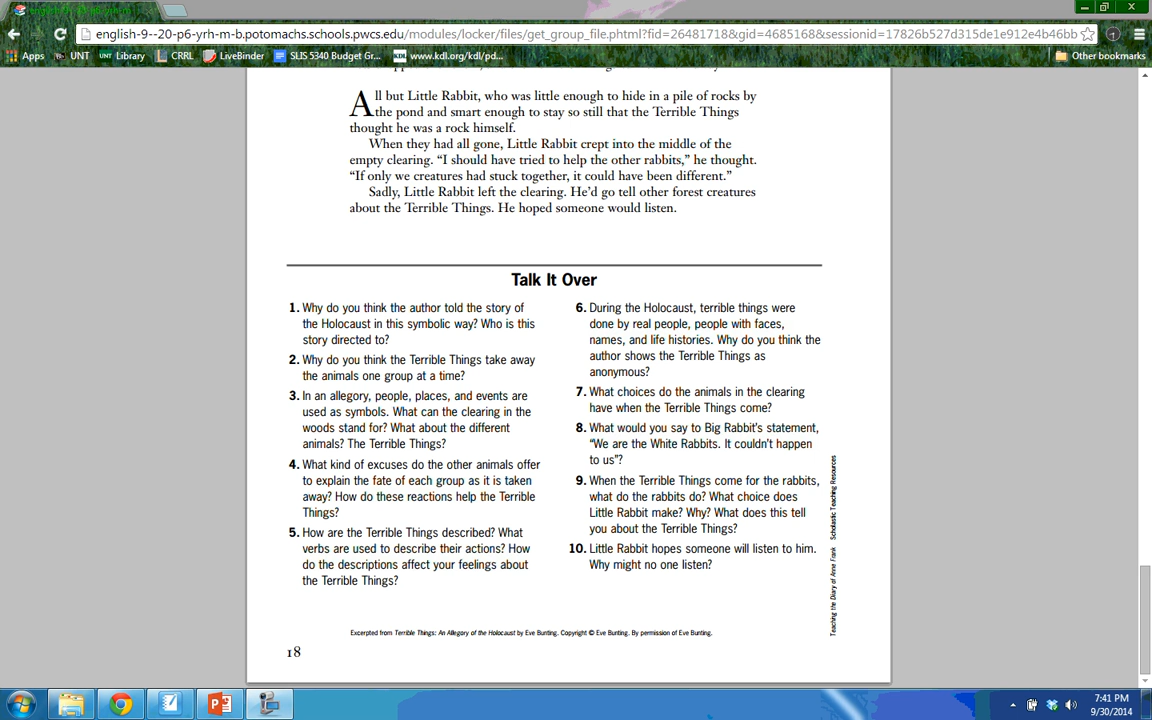 english-9--20-p6-yrh-m-b.potomachs.schools.pwcs.edu/modules/locker/files/get_group_file.phtml?fid=26481718&gid=4685168&sessionid=17826b527d315de1e912e4b46bb
Apps UNT UNT Library CRRL LiveBinder SLIS 5340 Budget Gr... KDL www.kdl.org/kdl/pd... Other bookmarks
All but Little Rabbit, who was little enough to hide in a pile of rocks by
the pond and smart enough to stay so still that the Terrible Things
thought he was a rock himself.
When they had all gone, Little Rabbit crept into the middle of the
empty clearing. “I should have tried to help the other rabbits,” he thought.
“If only we creatures had stuck together, it could have been different.”
Sadly, Little Rabbit left the clearing. He’d go tell other forest creatures
about the Terrible Things. He hoped someone would listen.
Talk It Over
1. Why do you think the author told the story of
the Holocaust in this symbolic way? Who is this
story directed to?
2. Why do you think the Terrible Things take away
the animals one group at a time?
3. In an allegory, people, places, and events are
used as symbols. What can the clearing in the
woods stand for? What about the different
animals? The Terrible Things?
4. What kind of excuses do the other animals offer
to explain the fate of each group as it is taken
away? How do these reactions help the Terrible
Things?
5. How are the Terrible Things described? What
verbs are used to describe their actions? How
do the descriptions affect your feelings about
the Terrible Things?
6. During the Holocaust, terrible things were
done by real people, people with faces,
names, and life histories. Why do you think the
author shows the Terrible Things as
anonymous?
7. What choices do the animals in the clearing
have when the Terrible Things come?
8. What would you say to Big Rabbit’s statement,
“We are the White Rabbits. It couldn’t happen
to us”?
9. When the Terrible Things come for the rabbits,
what do the rabbits do? What choice does
Little Rabbit make? Why? What does this tell
you about the Terrible Things?
10. Little Rabbit hopes someone will listen to him.
Why might no one listen?
Teaching the Diary of Anne Frank Scholastic Teaching Resources
Excerpted from Terrible Things: An Allegory of the Holocaust by Eve Bunting. Copyright © Eve Bunting. By permission of Eve Bunting.
18
7:41 PM
9/30/2014